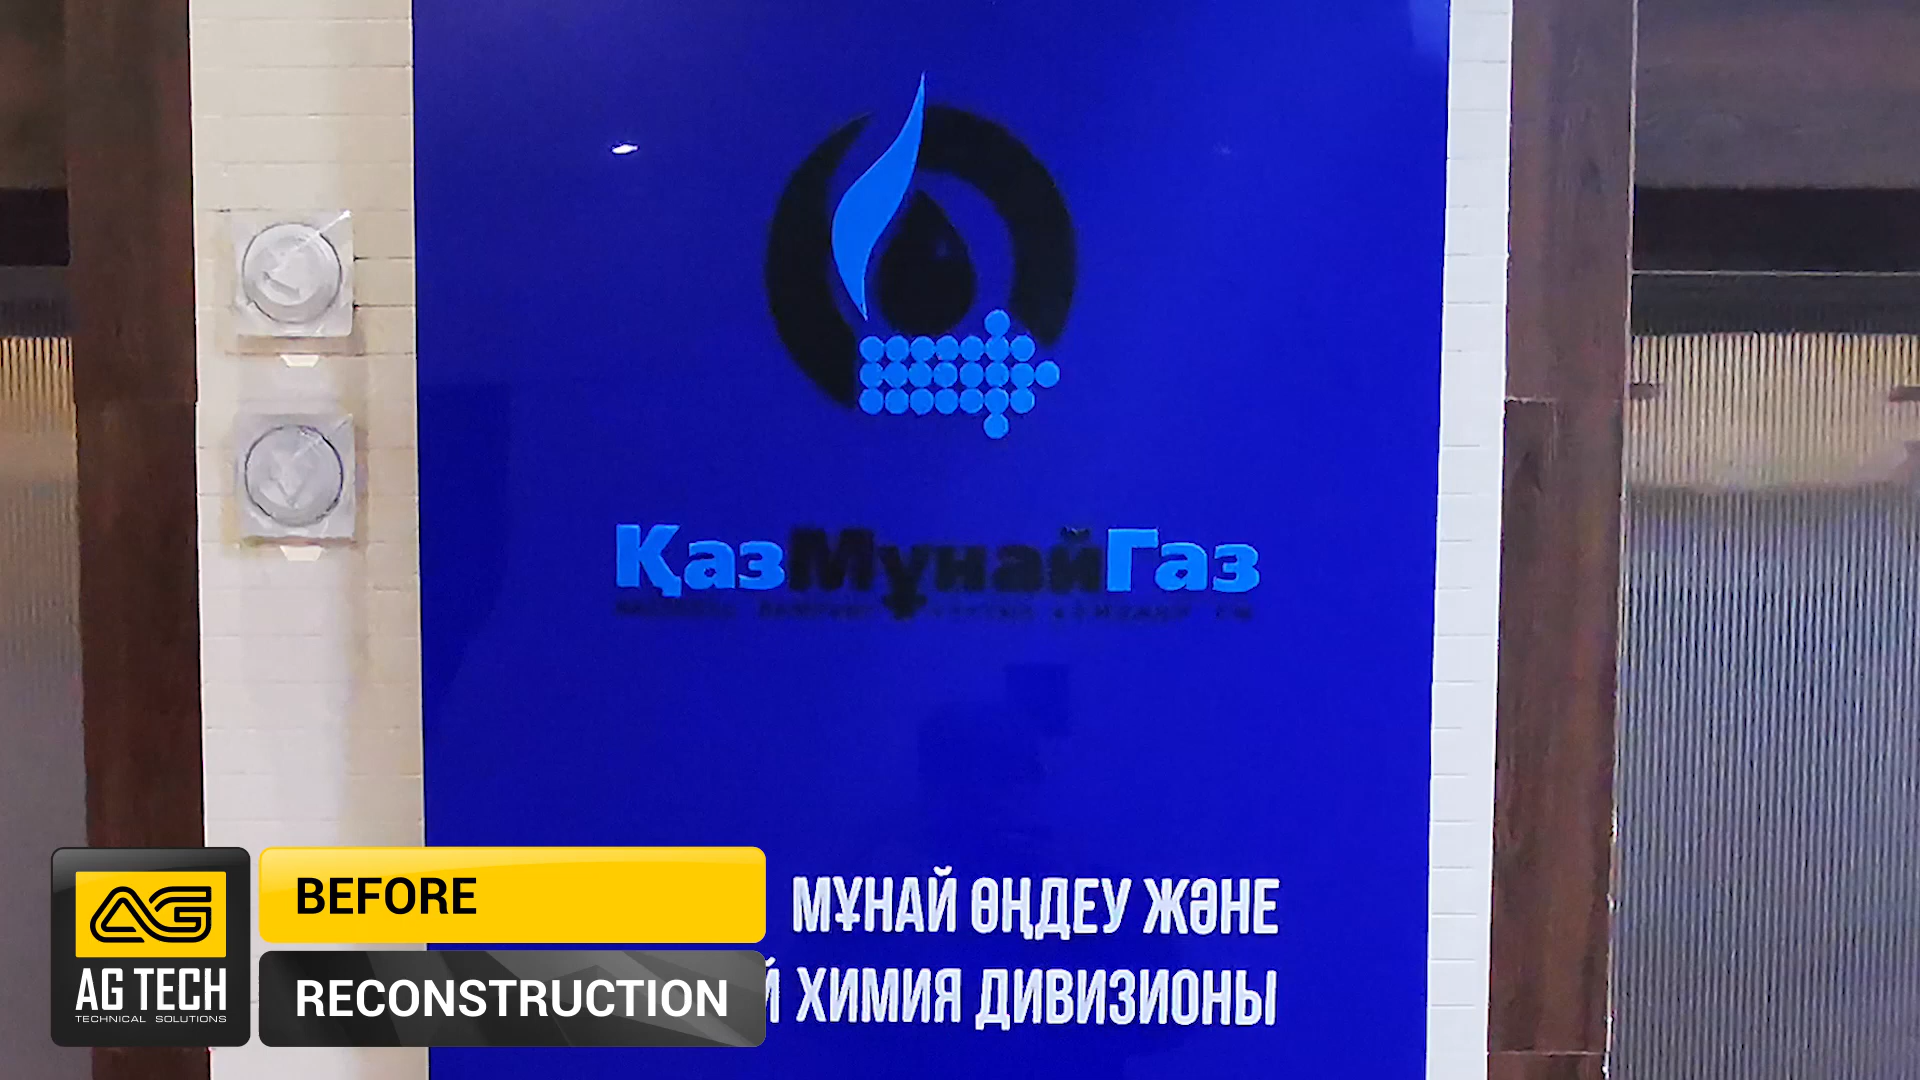 ҚазМұнайГаз
МҰНАЙ ӨҢДЕУ ЖӘНЕ
Й ХИМИЯ ДИВИЗИОНЫ
AG
AG TECH
TECHNICAL SOLUTIONS
BEFORE
RECONSTRUCTION